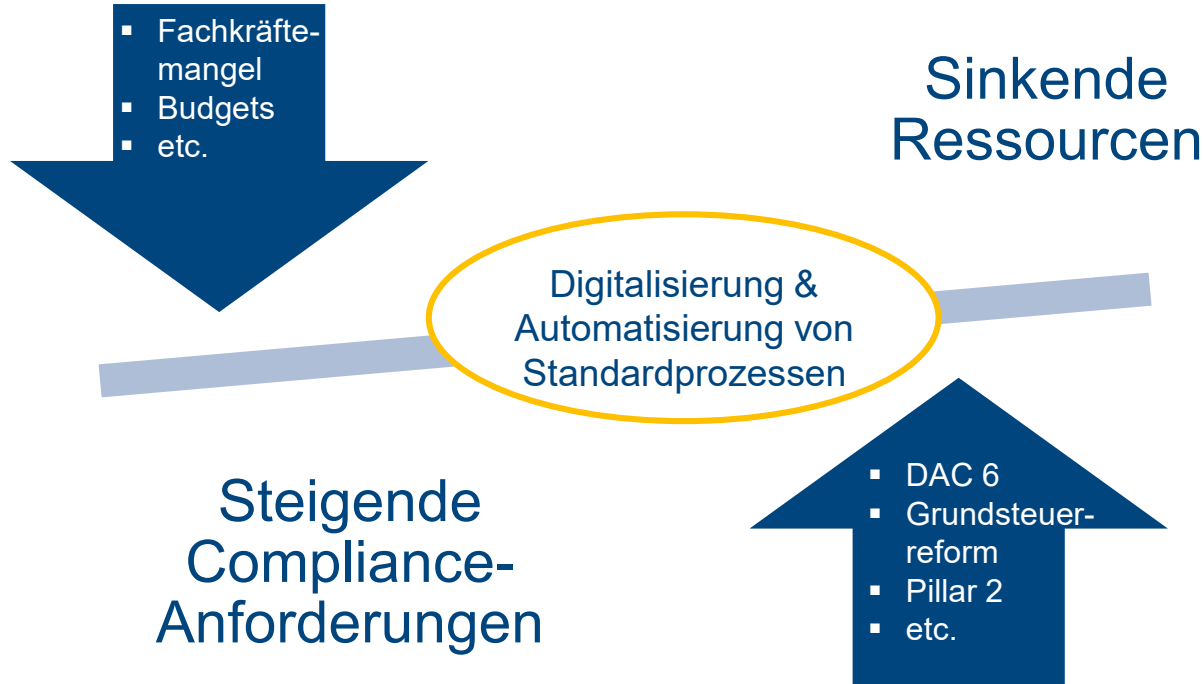 ▪ Fachkräfte-
mangel
▪ Budgets
▪ etc.
Sinkende
Ressourcen
Digitalisierung &
Automatisierung von
Standardprozessen
Steigende
Compliance-
Anforderungen
▪ DAC 6
▪ Grundsteuer-
reform
▪ Pillar 2
▪ etc.